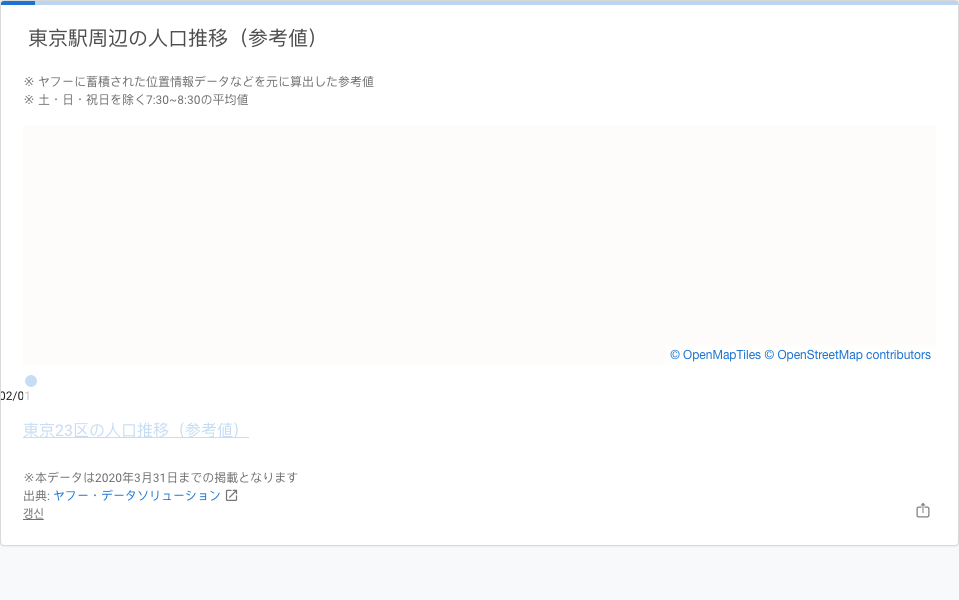 東京駅周辺の人口推移（参考値）
※ ヤフーに蓄積された位置情報データなどを元に算出した参考値
※ 土・日・祝日を除く7:30~8:30の平均値
© OpenMapTiles © OpenStreetMap contributors
02/01
東京23区の人口推移（参考値）
※本データは2020年3月31日までの掲載となります
出典: ヤフー・データソリューション
갱신